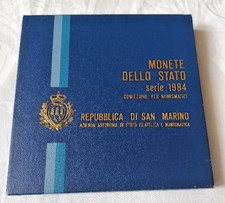 MONETE
DELLO STATO
serie 1984
CONFEZIONE PER NUMISMATICI
REPUBBLICA DI SAN MARINO
AZIENDA AUTONOMA DI STATO FILATELICA E NUMISMATICA